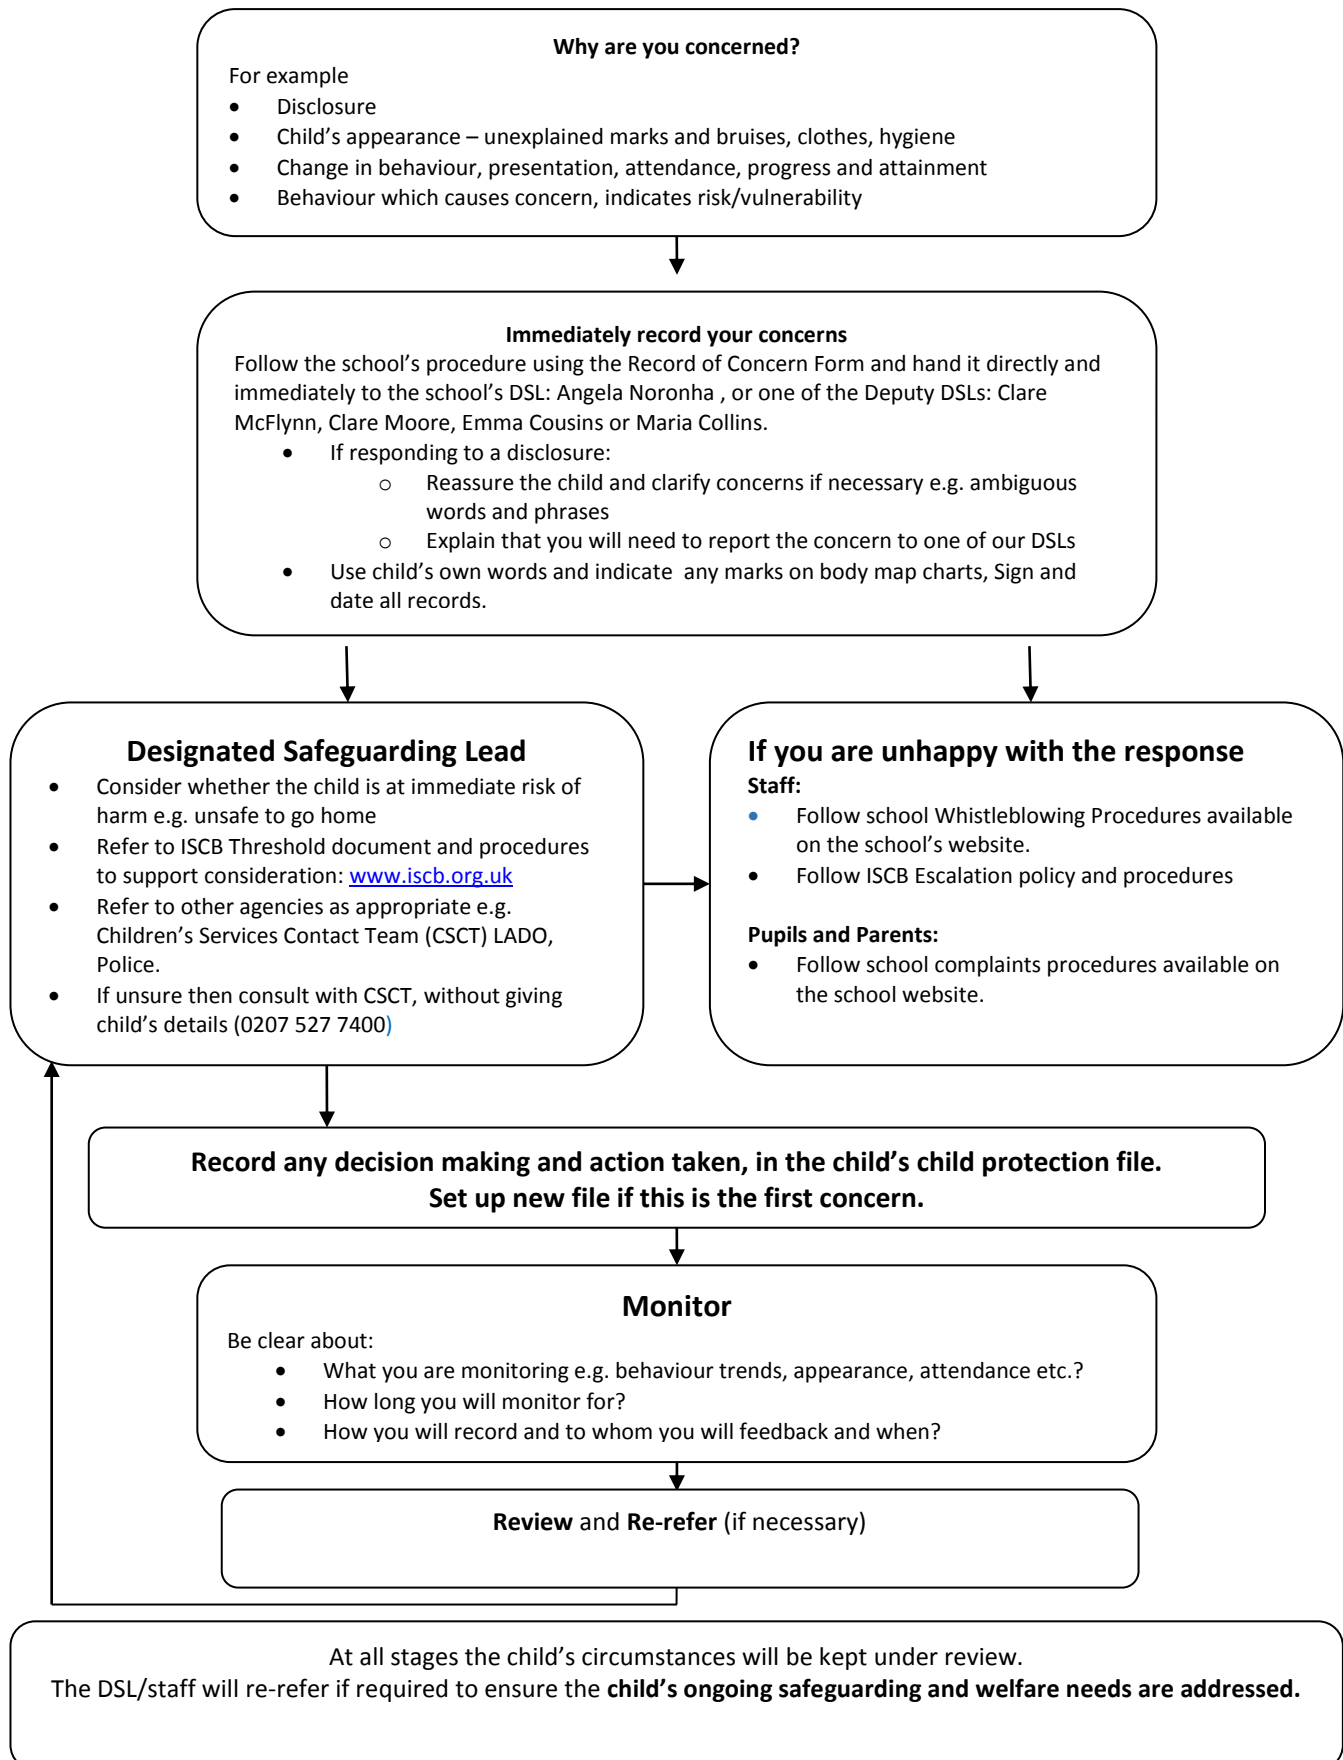 Why are you concerned?
For example
• Disclosure
• Child’s appearance – unexplained marks and bruises, clothes, hygiene
• Change in behaviour, presentation, attendance, progress and attainment
• Behaviour which causes concern, indicates risk/vulnerability
Immediately record your concerns
Follow the school’s procedure using the Record of Concern Form and hand it directly and
immediately to the school’s DSL: Angela Noronha , or one of the Deputy DSLs: Clare
McFlynn, Clare Moore, Emma Cousins or Maria Collins.
• If responding to a disclosure:
o Reassure the child and clarify concerns if necessary e.g. ambiguous
words and phrases
o Explain that you will need to report the concern to one of our DSLs
• Use child’s own words and indicate any marks on body map charts, Sign and
date all records.
Designated Safeguarding Lead
• Consider whether the child is at immediate risk of
harm e.g. unsafe to go home
• Refer to ISCB Threshold document and procedures
to support consideration: www.iscb.org.uk
• Refer to other agencies as appropriate e.g.
Children’s Services Contact Team (CSCT) LADO,
Police.
• If unsure then consult with CSCT, without giving
child’s details (0207 527 7400)
If you are unhappy with the response
Staff:
• Follow school Whistleblowing Procedures available
on the school’s website.
• Follow ISCB Escalation policy and procedures
Pupils and Parents:
• Follow school complaints procedures available on
the school website.
Record any decision making and action taken, in the child’s child protection file.
Set up new file if this is the first concern.
Monitor
Be clear about:
• What you are monitoring e.g. behaviour trends, appearance, attendance etc.?
• How long you will monitor for?
• How you will record and to whom you will feedback and when?
Review and Re-refer (if necessary)
At all stages the child’s circumstances will be kept under review.
The DSL/staff will re-refer if required to ensure the child’s ongoing safeguarding and welfare needs are addressed.